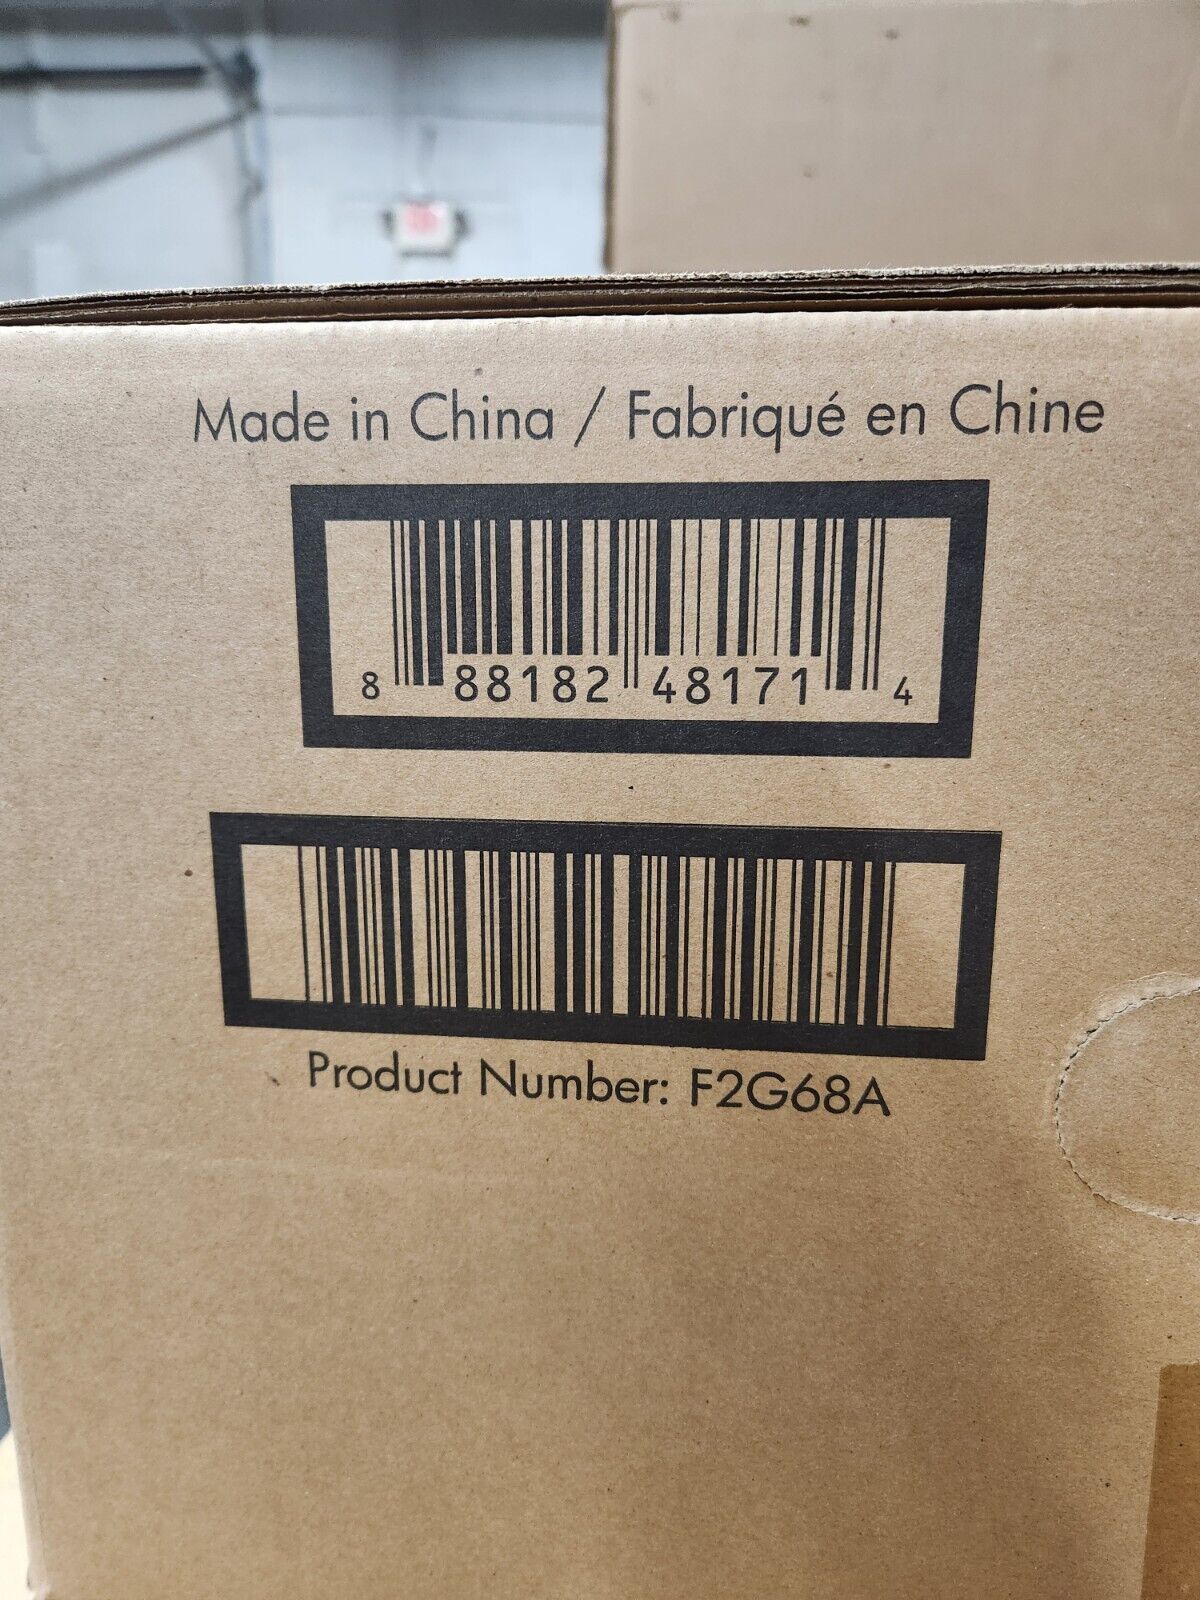 Made in China / Fabriqué en Chine
8 88182 48171 4
Product Number: F2G68A